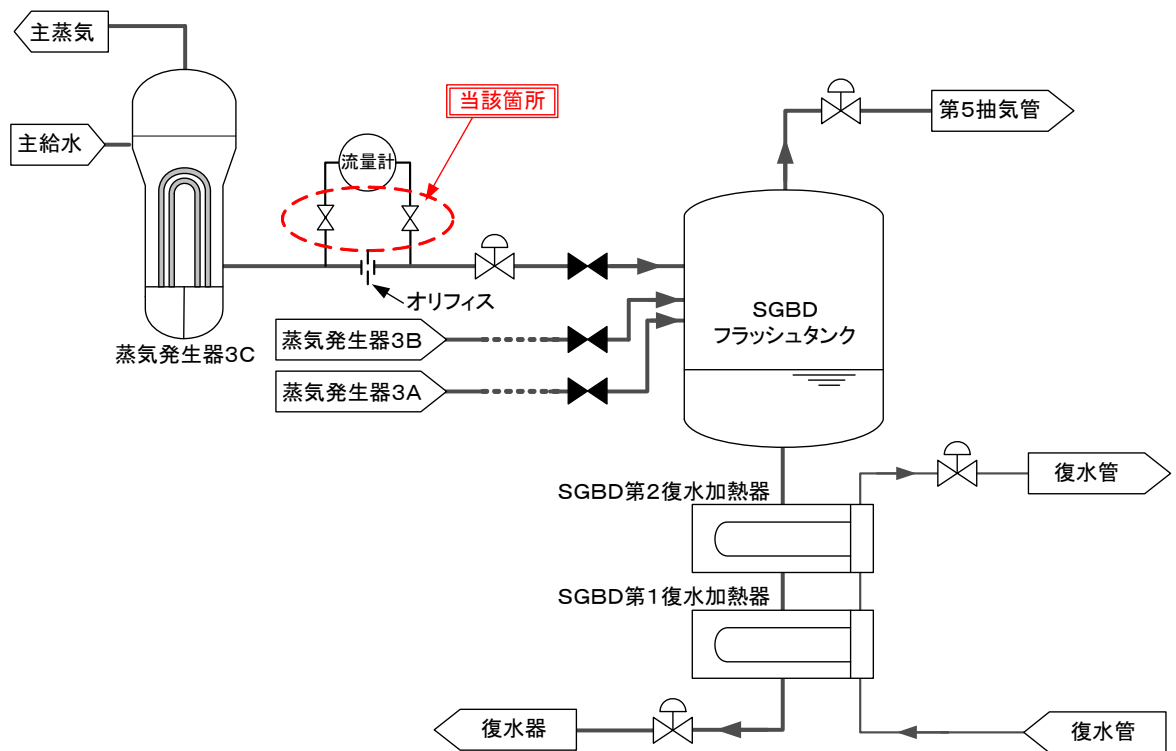 主蒸気
当該箇所
第5抽気管
主給水
流量計
オリフィス
SGBD
フラッシュタンク
蒸気発生器3B
蒸気発生器3C
蒸気発生器3A
復水管
SGBD第2復水加熱器
SGBD第1復水加熱器
復水器
復水管